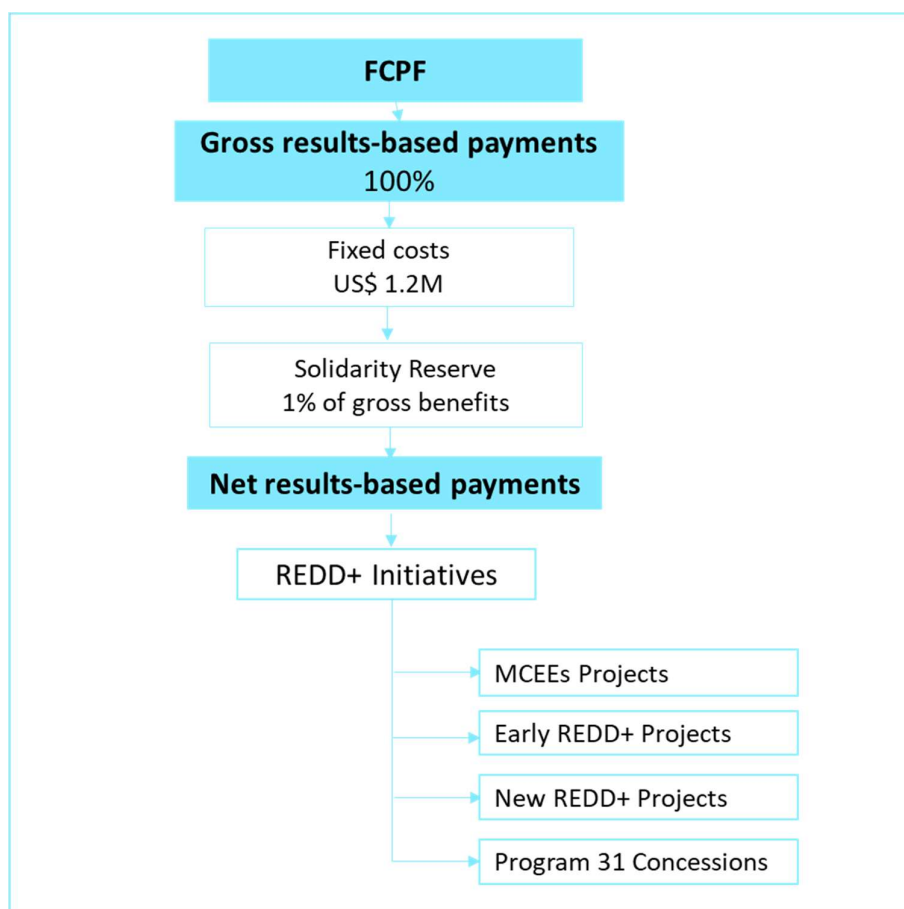 FCPF
Gross results-based payments
100%
Fixed costs
US$ 1.2M
Solidarity Reserve
1% of gross benefits
Net results-based payments
REDD+ Initiatives
MCEEs Projects
Early REDD+ Projects
New REDD+ Projects
Program 31 Concessions